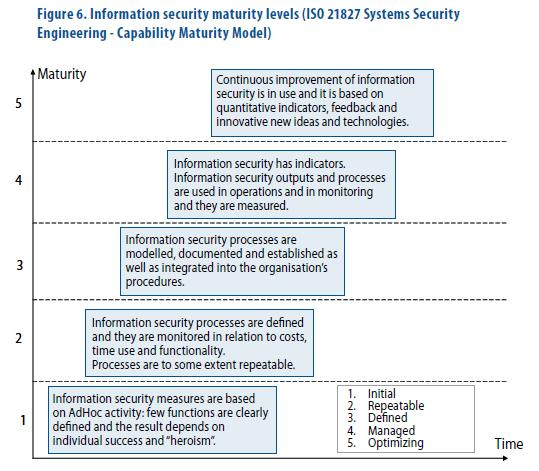 Figure 6. Information security maturity levels (ISO 21827 Systems Security
Engineering - Capability Maturity Model)
Maturity
5
Continuous improvement of information
security is in use and it is based on
quantitative indicators, feedback and
innovative new ideas and technologies.
4
Information security has indicators.
Information security outputs and processes
are used in operations and in monitoring
and they are measured.
3
Information security processes are
modelled, documented and established as
well as integrated into the organisation's
procedures.
2
Information security processes are defined
and they are monitored in relation to costs,
time use and functionality.
Processes are to some extent repeatable.
1
Information security measures are based
on AdHoc activity: few functions are clearly
defined and the result depends on
individual success and "heroism".
1. Initial
2. Repeatable
3. Defined
4. Managed
5. Optimizing
Time